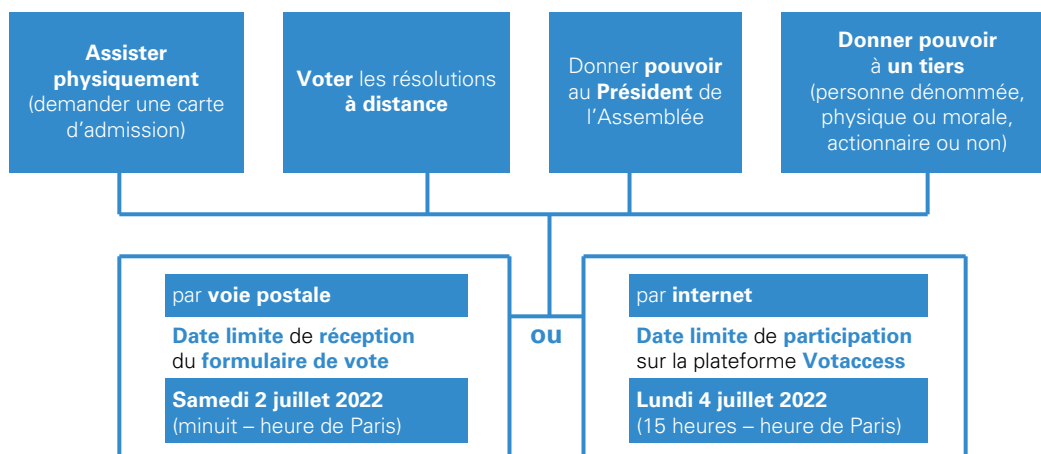 Assister
physiquement
(demander une carte
d'admission)
Voter les résolutions
à distance
Donner pouvoir
au Président de
l'Assemblée
Donner pouvoir
à un tiers
(personne dénommée,
physique ou morale,
actionnaire ou non)
par voie postale
Date limite de réception
du formulaire de vote
Samedi 2 juillet 2022
(minuit – heure de Paris)
ou
par internet
Date limite de participation
sur la plateforme Votaccess
Lundi 4 juillet 2022
(15 heures – heure de Paris)